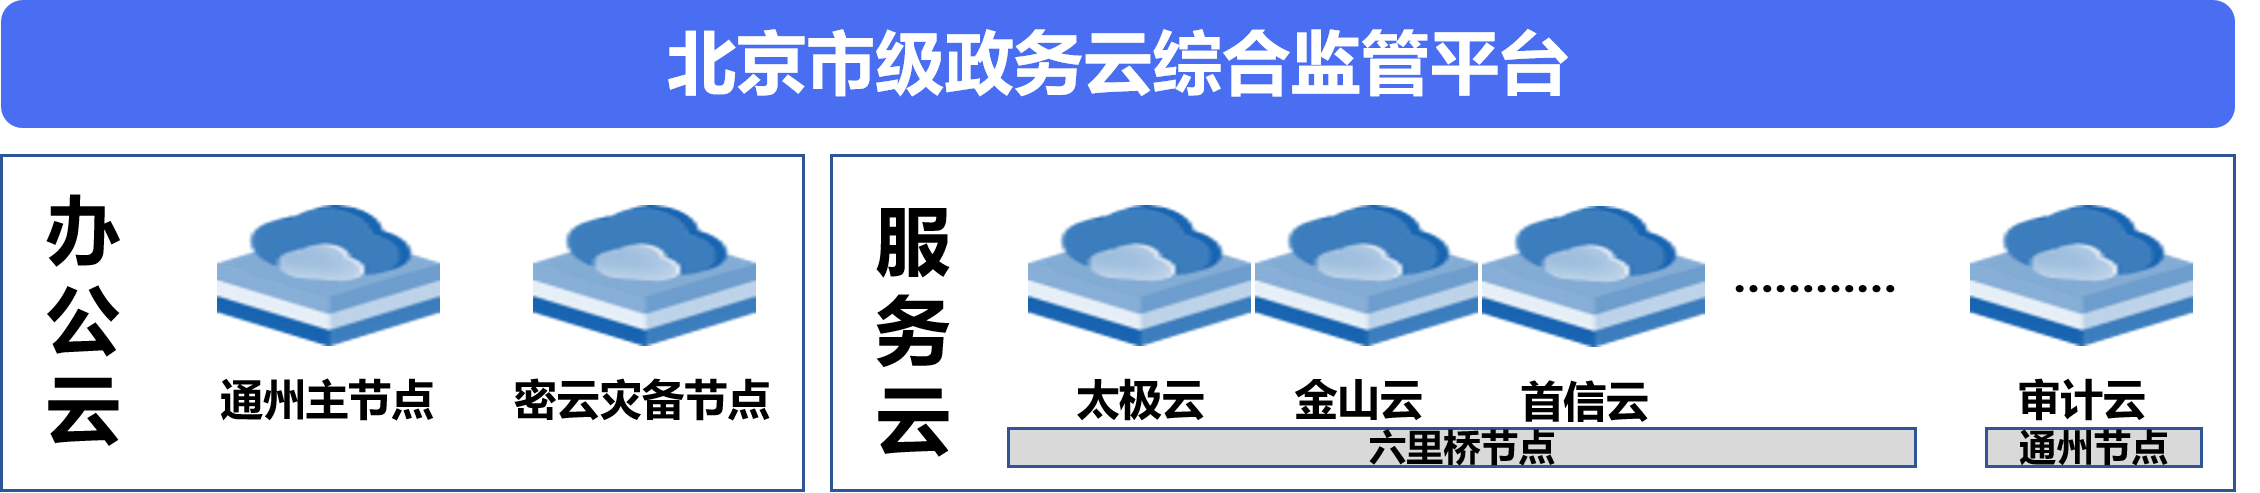 北京市级政务云综合监管平台
办公云
通州主节点
密云灾备节点
服务云
太极云
金山云
首信云
…………
审计云
六里桥节点
通州节点